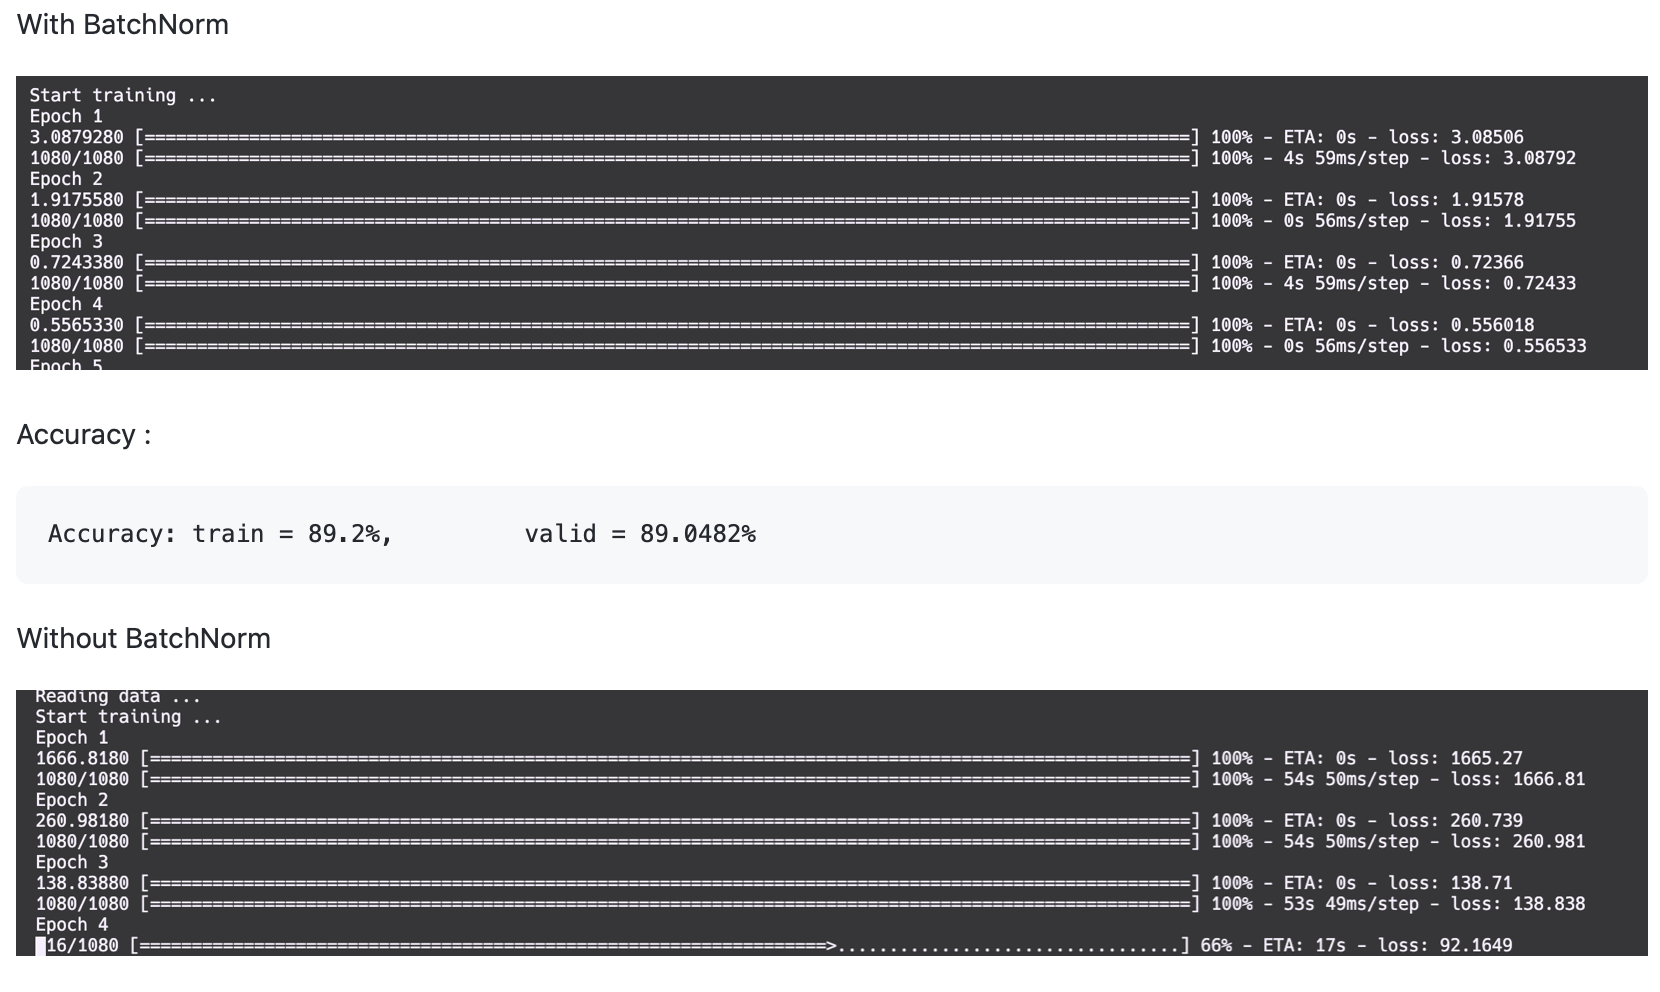 With BatchNorm
Start training ...
Epoch 1
3.0879280 [====================================================================================================] 100% - ETA: 0s - loss: 3.08506
1080/1080 [====================================================================================================] 100% - 4s 59ms/step - loss: 3.08792
Epoch 2
1.9175580 [====================================================================================================] 100% - ETA: 0s - loss: 1.91578
1080/1080 [====================================================================================================] 100% - 0s 56ms/step - loss: 1.91755
Epoch 3
0.7243380 [====================================================================================================] 100% - ETA: 0s - loss: 0.72366
1080/1080 [====================================================================================================] 100% - 4s 59ms/step - loss: 0.72433
Epoch 4
0.5565330 [====================================================================================================] 100% - ETA: 0s - loss: 0.556018
1080/1080 [====================================================================================================] 100% - 0s 56ms/step - loss: 0.556533
Epoch 5
Accuracy :
Accuracy: train = 89.2%, valid = 89.0482%
Without BatchNorm
Reading data ...
Start training ...
Epoch 1
1666.8180 [====================================================================================================] 100% - ETA: 0s - loss: 1665.27
1080/1080 [====================================================================================================] 100% - 54s 50ms/step - loss: 1666.81
Epoch 2
260.98180 [====================================================================================================] 100% - ETA: 0s - loss: 260.739
1080/1080 [====================================================================================================] 100% - 54s 50ms/step - loss: 260.981
Epoch 3
138.83880 [====================================================================================================] 100% - ETA: 0s - loss: 138.71
1080/1080 [====================================================================================================] 100% - 53s 49ms/step - loss: 138.838
Epoch 4
16/1080 [==================================================================>.................................] 66% - ETA: 17s - loss: 92.1649